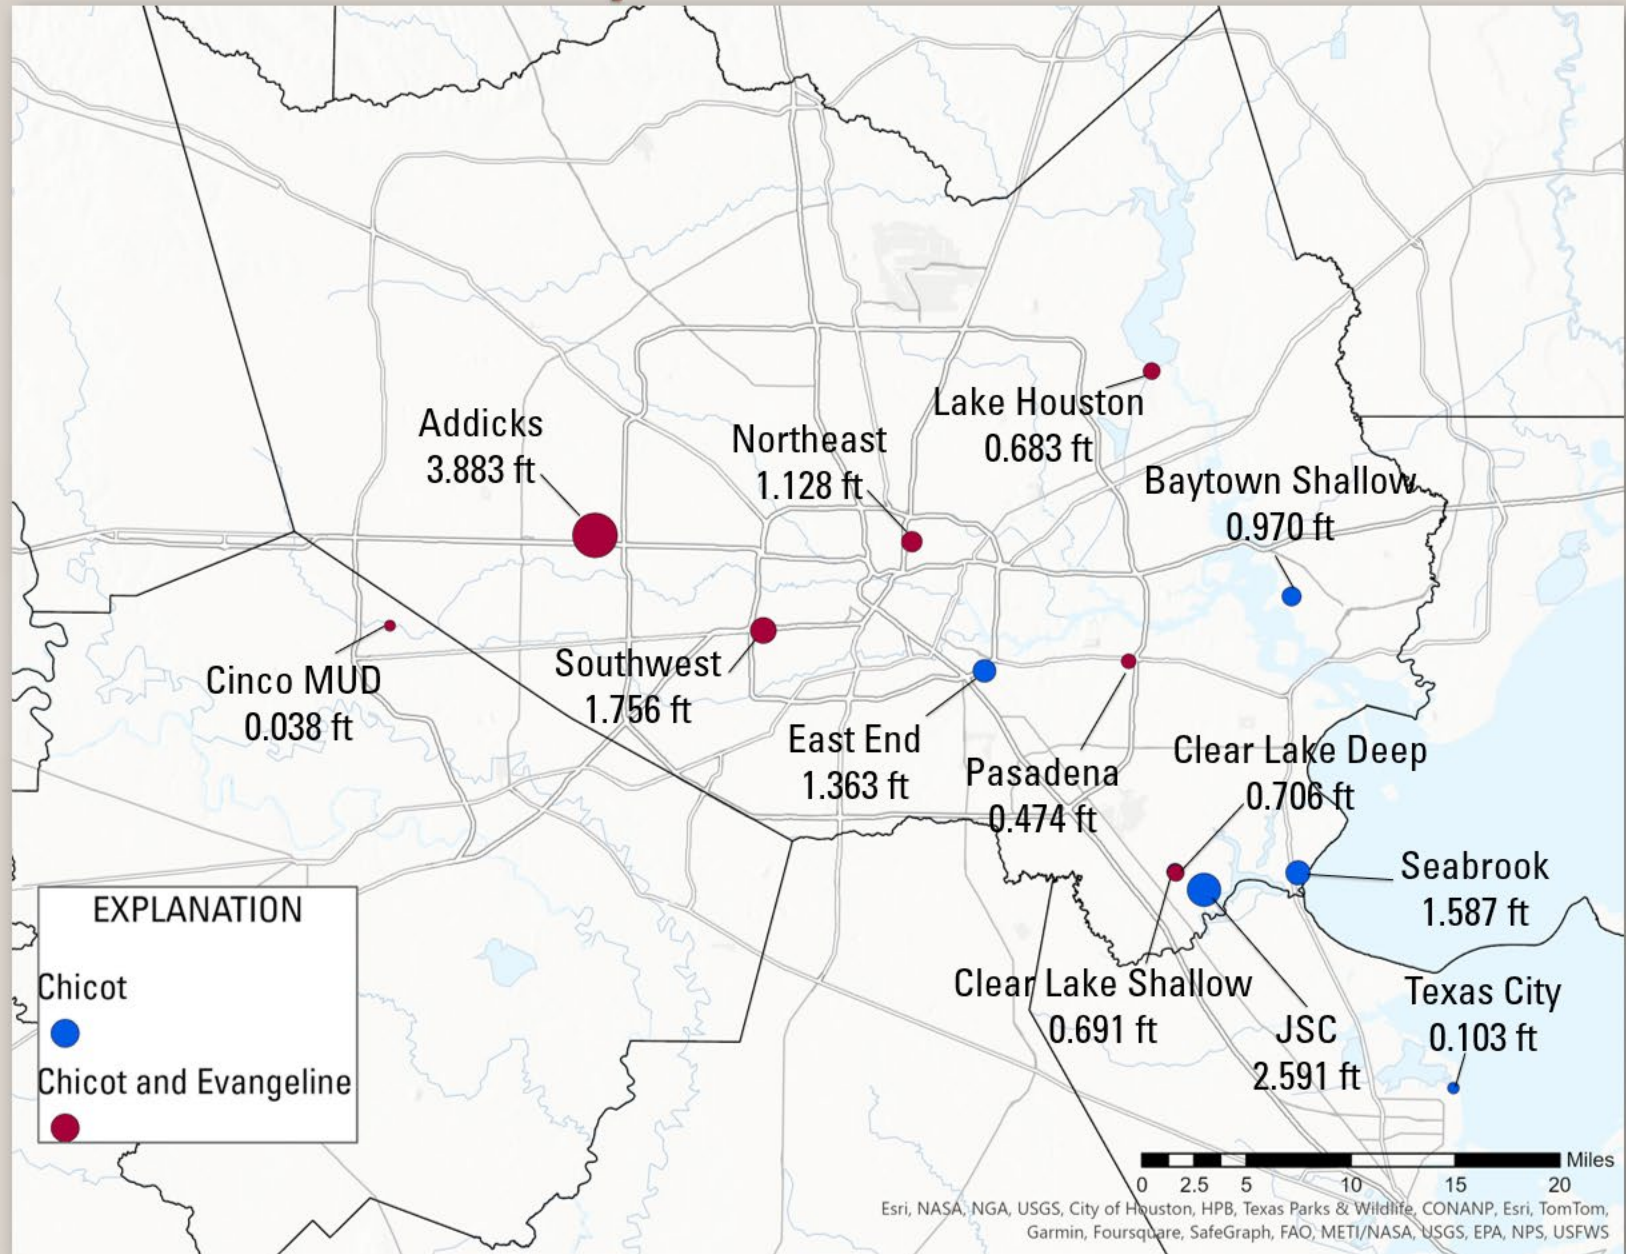 Addicks
3.883 ft
Northeast
1.128 ft
Lake Houston
0.683 ft
Baytown Shallow
0.970 ft
Cinco MUD
0.038 ft
Southwest
1.756 ft
East End
1.363 ft
Pasadena
0.474 ft
Clear Lake Deep
0.706 ft
Seabrook
1.587 ft
Clear Lake Shallow
0.691 ft
JSC
2.591 ft
Texas City
0.103 ft
EXPLANATION
Chicot
Chicot and Evangeline
Miles
0 2.5 5 10 15 20
Esri, NASA, NGA, USGS, City of Houston, HPB, Texas Parks & Wildlife, CONANP, Esri, TomTom,
Garmin, Foursquare, SafeGraph, FAO, METI/NASA, USGS, EPA, NPS, USFWS